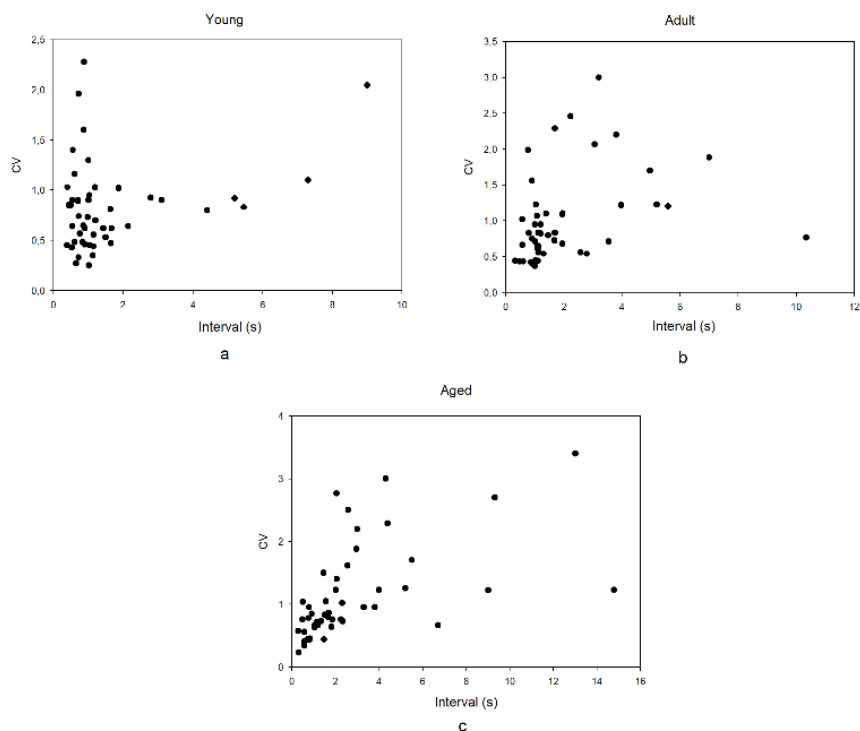 Young
2,5
2,0
1,5
1,0
0,5
0,0
CV
0 2 4 6 8 10
Interval (s)
a
Adult
3,5
3,0
2,5
2,0
1,5
1,0
0,5
0,0
CV
0 2 4 6 8 10 12
Interval (s)
b
Aged
4
3
2
1
0
CV
0 2 4 6 8 10 12 14 16
Interval (s)
c